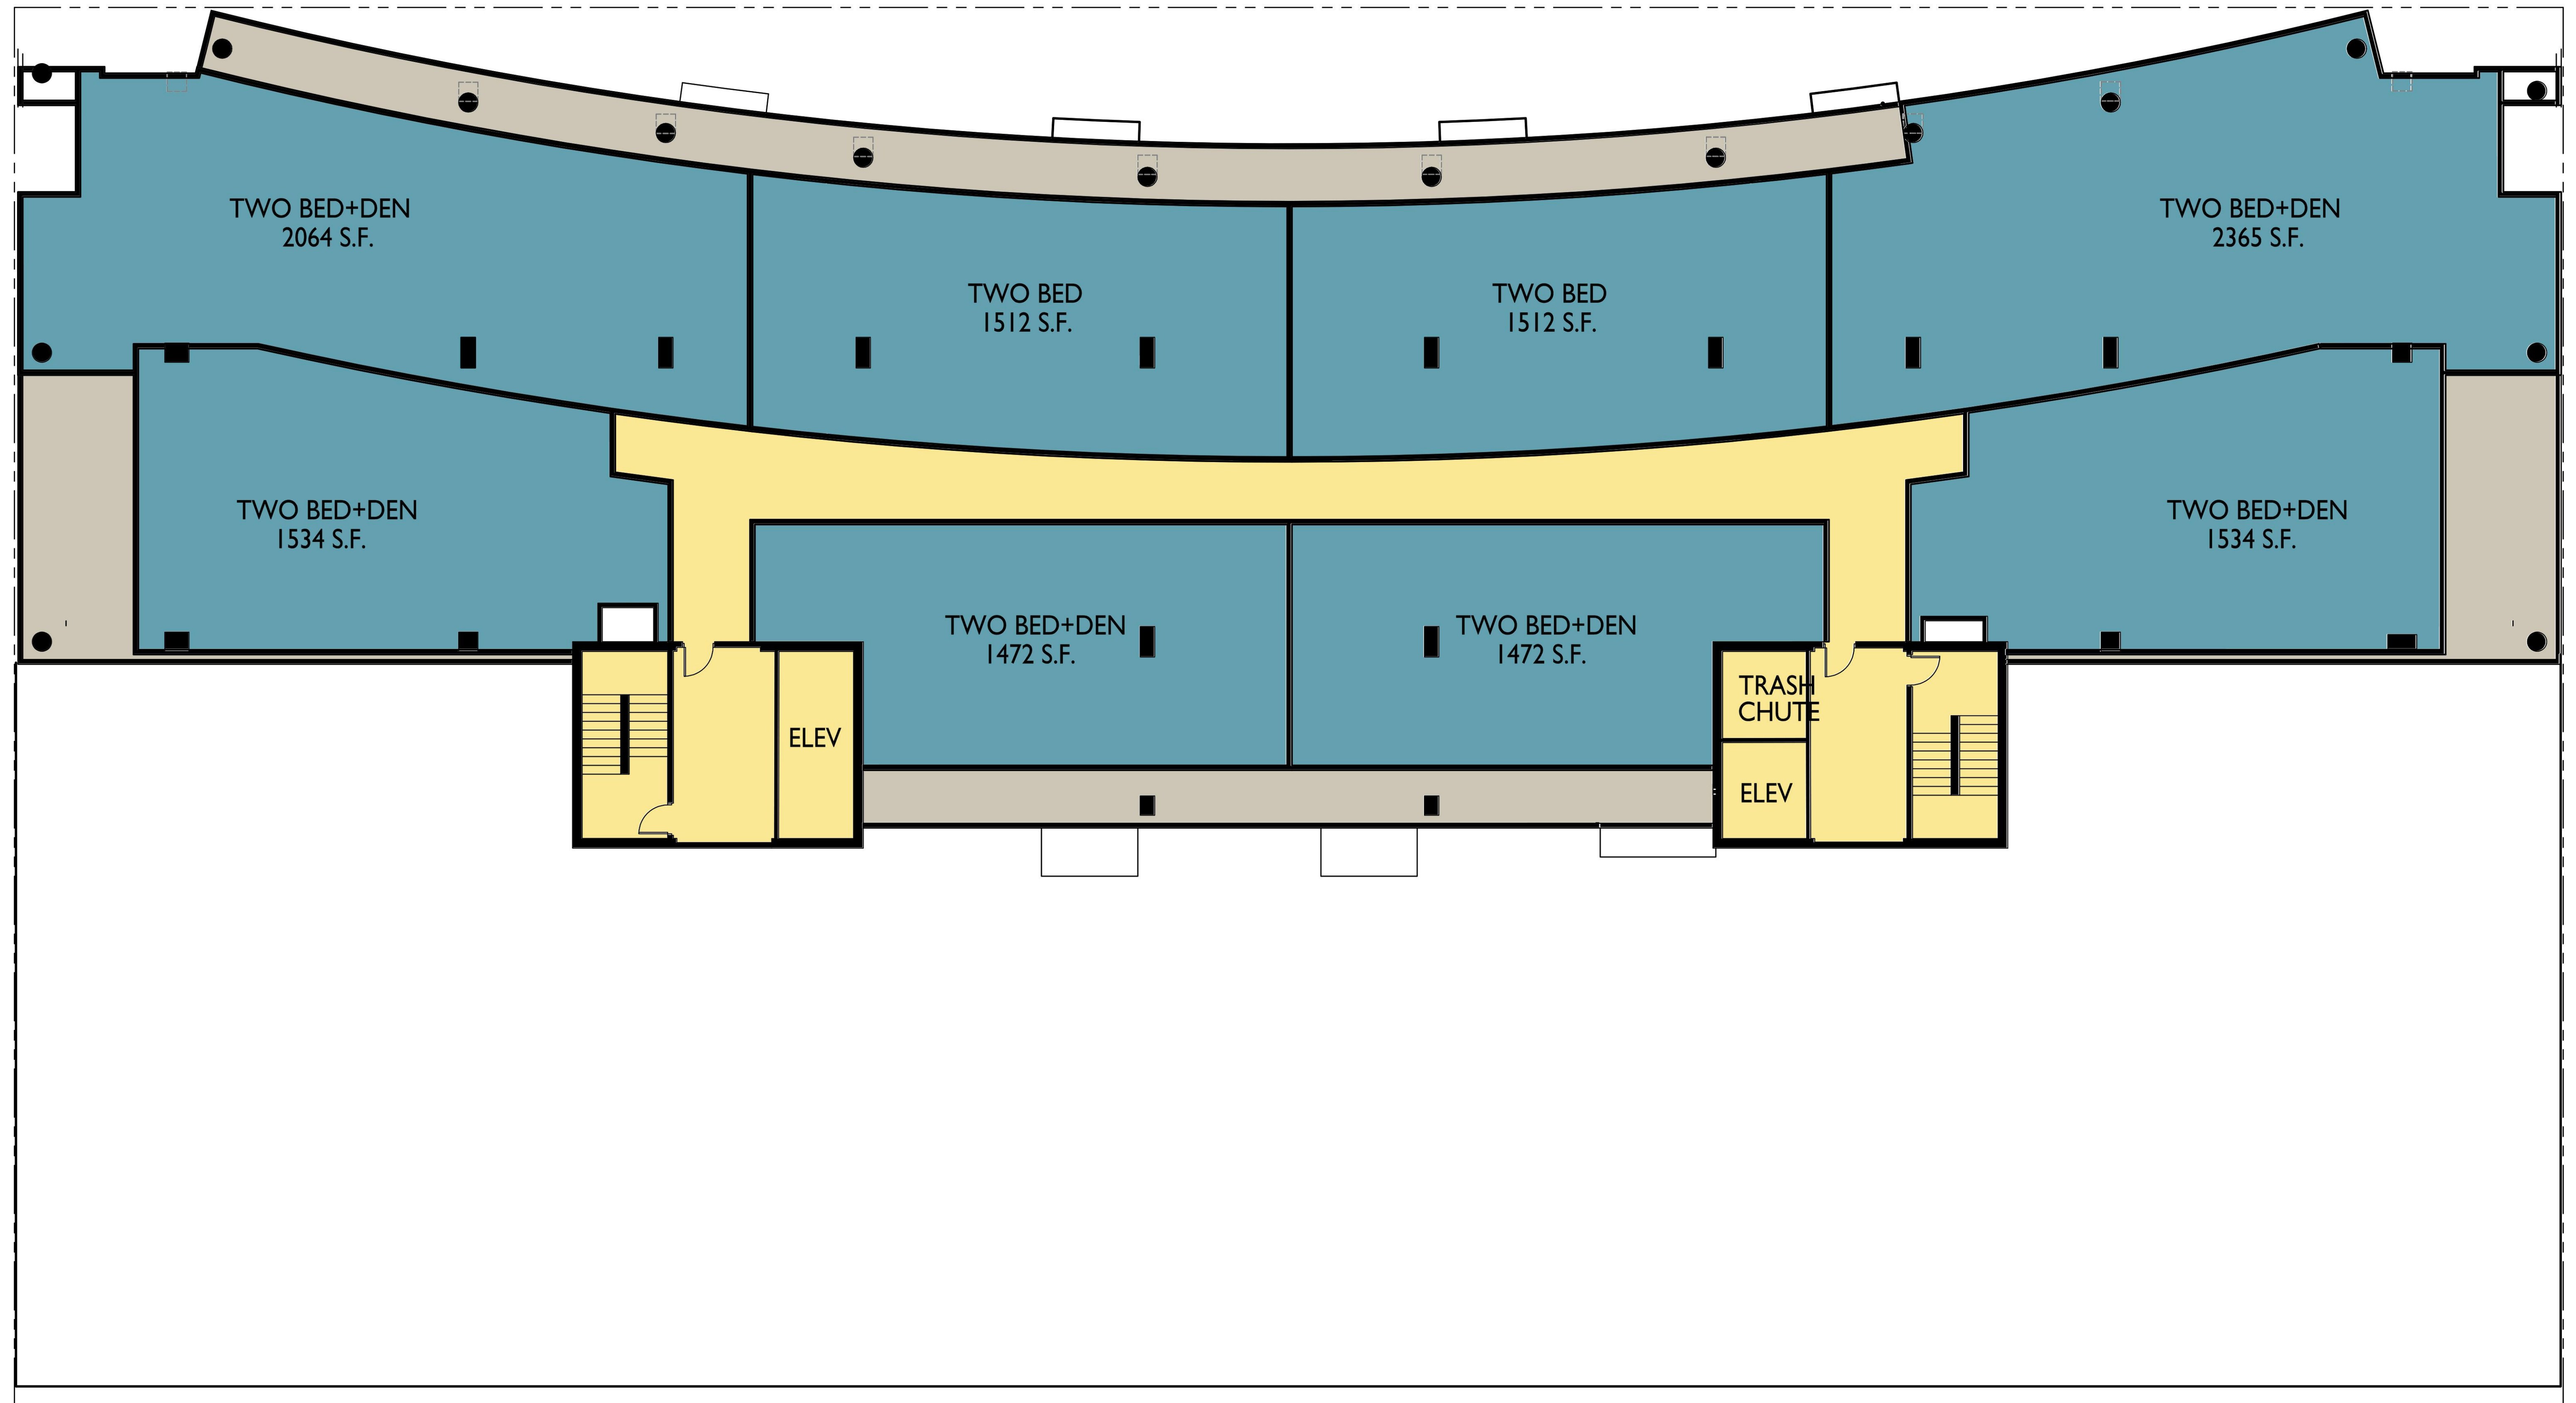 TWO BED+DEN
2064 S.F.
TWO BED+DEN
2365 S.F.
TWO BED
1512 S.F.
TWO BED
1512 S.F.
TWO BED+DEN
1534 S.F.
TWO BED+DEN
1534 S.F.
TWO BED+DEN
1472 S.F.
TWO BED+DEN
1472 S.F.
TRASH
CHUTE
ELEV
ELEV